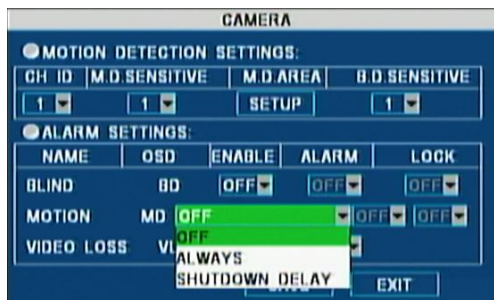 CAMERA
MOTION DETECTION SETTINGS:
CH ID M.D.SENSITIVE M.D.AREA B.D.SENSITIVE
1 1 SETUP 1
ALARM SETTINGS:
NAME OSD ENABLE ALARM LOCK
BLIND BD OFF OFF OFF
MOTION MD OFF OFF OFF
VIDEO LOSS
OFF
ALWAYS
SHUTDOWN DELAY
EXIT